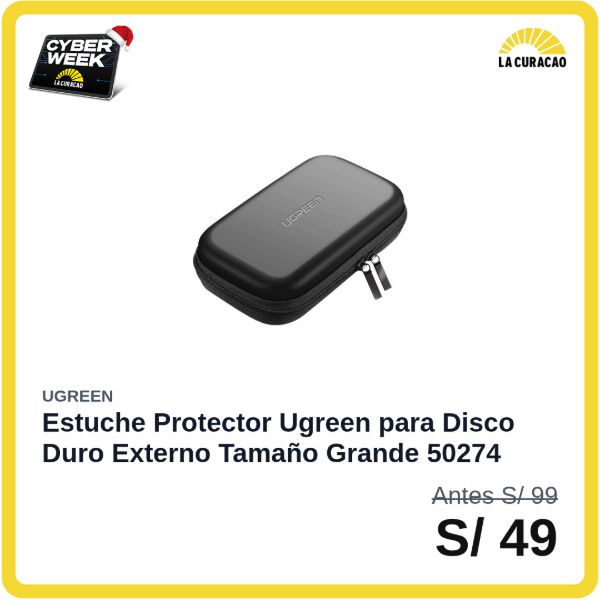 CYBER
WEEK
LA CURACAO
LA CURACAO
UGREEN
UGREEN
Estuche Protector Ugreen para Disco
Duro Externo Tamaño Grande 50274
Antes S/ 99
S/ 49